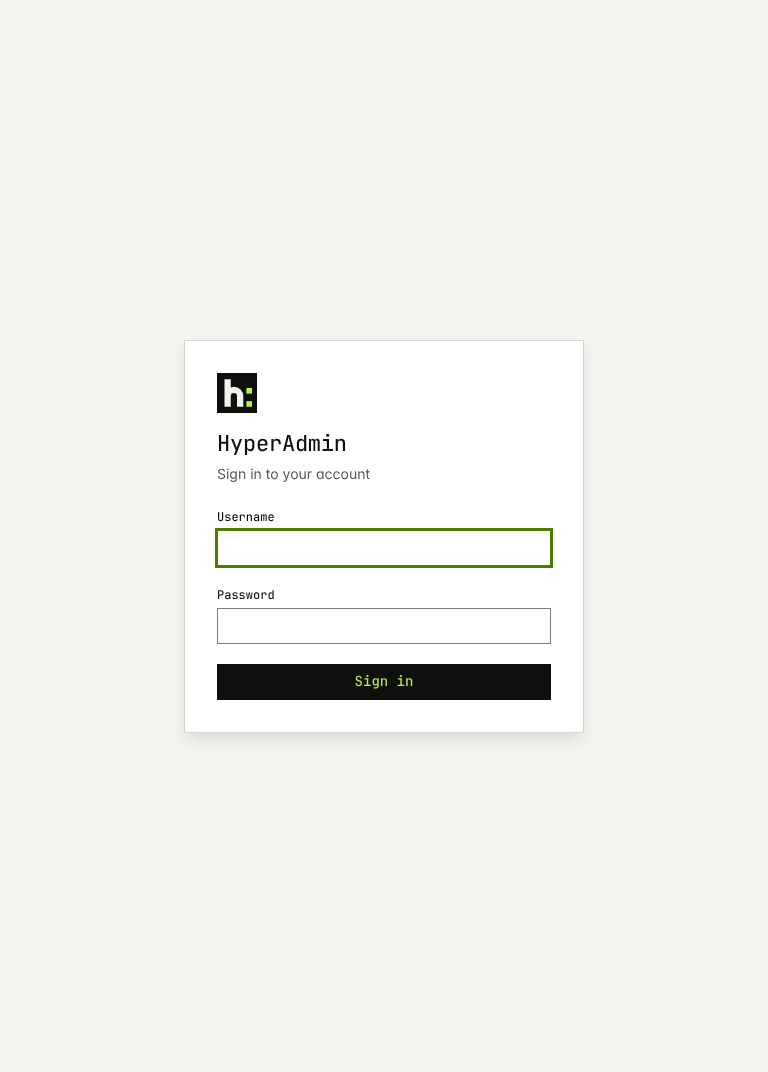 h:
HyperAdmin
Sign in to your account
Username
Password
Sign in